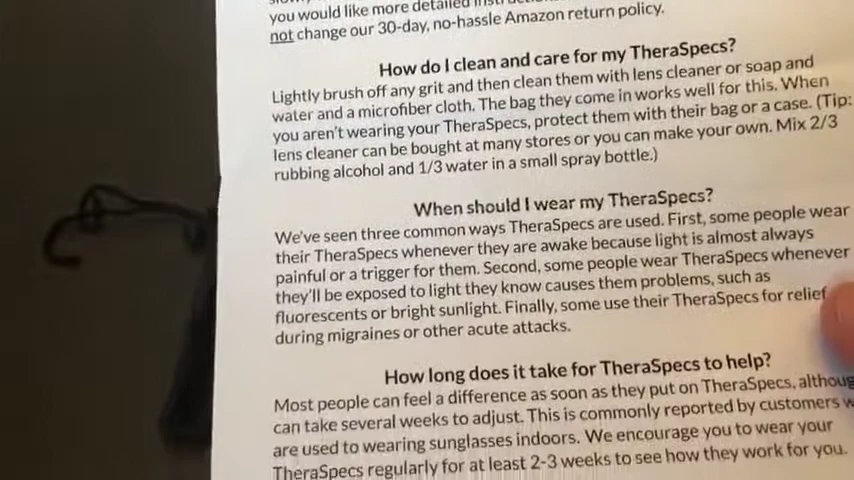 you would like more detailed
not change our 30-day, no-hassle Amazon return policy.
How do I clean and care for my TheraSpecs?
Lightly brush off any grit and then clean them with lens cleaner or soap and
water and a microfiber cloth. The bag they come in works well for this. When
you aren't wearing your TheraSpecs, protect them with their bag or a case. (Tip:
lens cleaner can be bought at many stores or you can make your own. Mix 2/3
rubbing alcohol and 1/3 water in a small spray bottle.)
When should I wear my TheraSpecs?
We've seen three common ways TheraSpecs are used. First, some people wear
their TheraSpecs whenever they are awake because light is almost always
painful or a trigger for them. Second, some people wear TheraSpecs whenever
they'll be exposed to light they know causes them problems, such as
fluorescents or bright sunlight. Finally, some use their TheraSpecs for relief
during migraines or other acute attacks.
How long does it take for TheraSpecs to help?
Most people can feel a difference as soon as they put on TheraSpecs,
can take several weeks to adjust. This is commonly reported by customers
are used to wearing sunglasses indoors. We encourage you to wear your
TheraSpecs regularly for at least 2-3 weeks to see how they work for you.